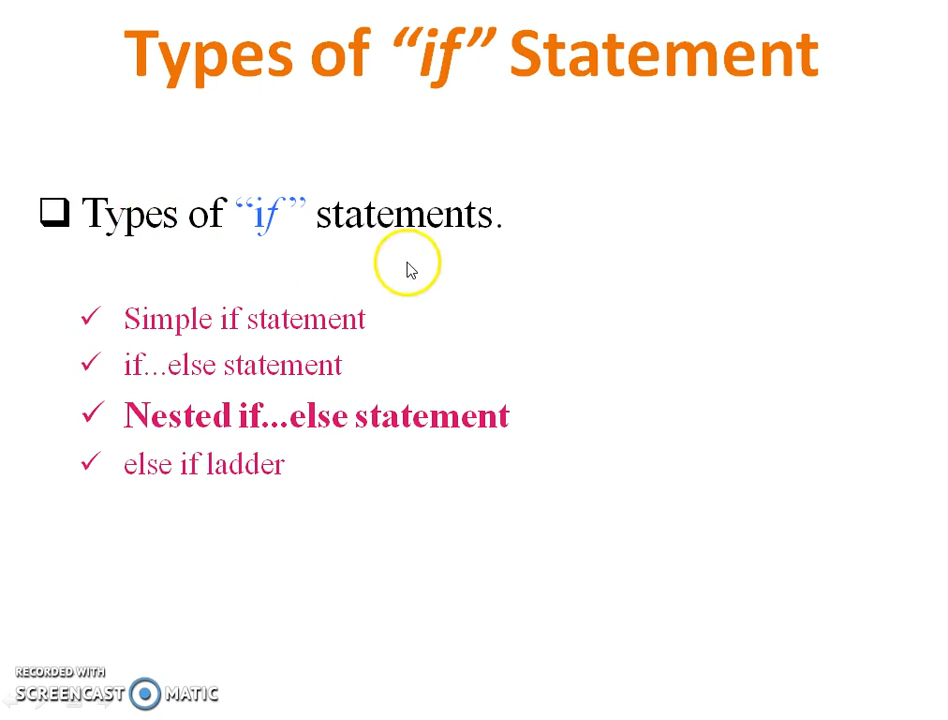 Types of “if” Statement
Types of “if ” statements.
Simple if statement
if...else statement
Nested if...else statement
else if ladder
RECORDED WITH
SCREENCAST MATIC